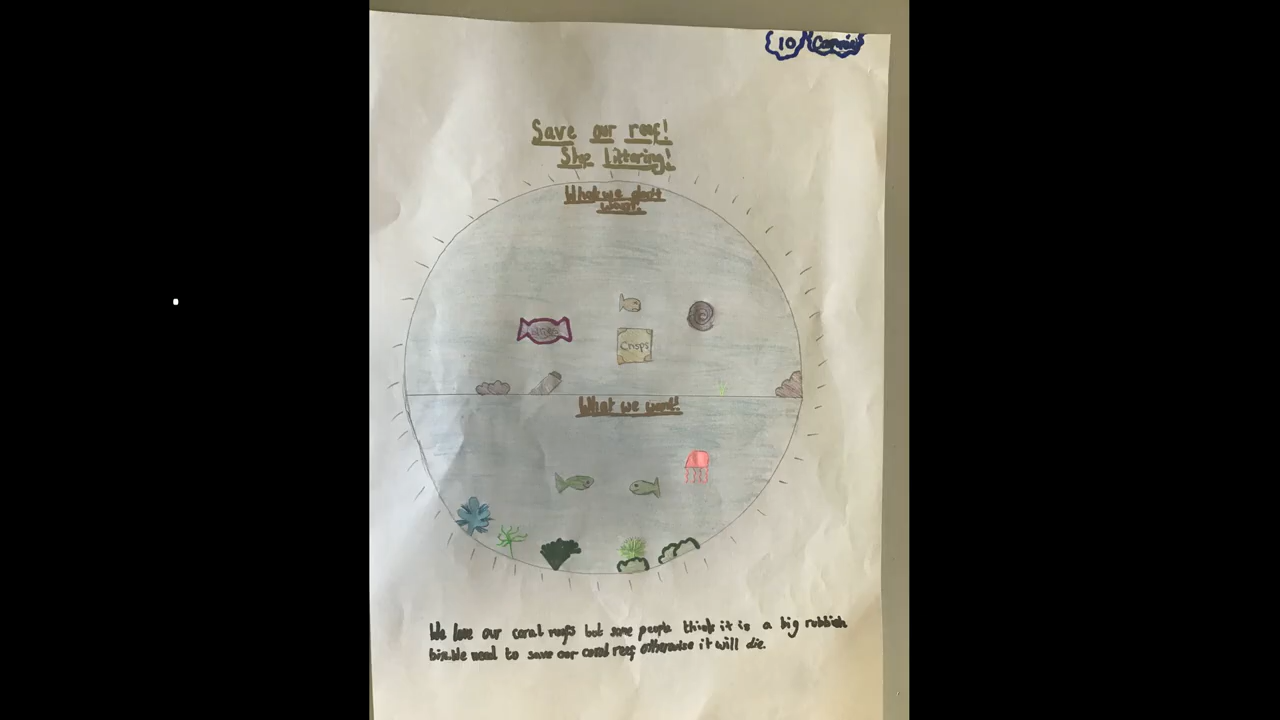 10
Save our reef!
Stop littering!
What we don't
want!
Crisps
What we want!
We love our coral reefs but some people think it is a big rubbish
bin.We need to save our coral reef otherwise it will die.